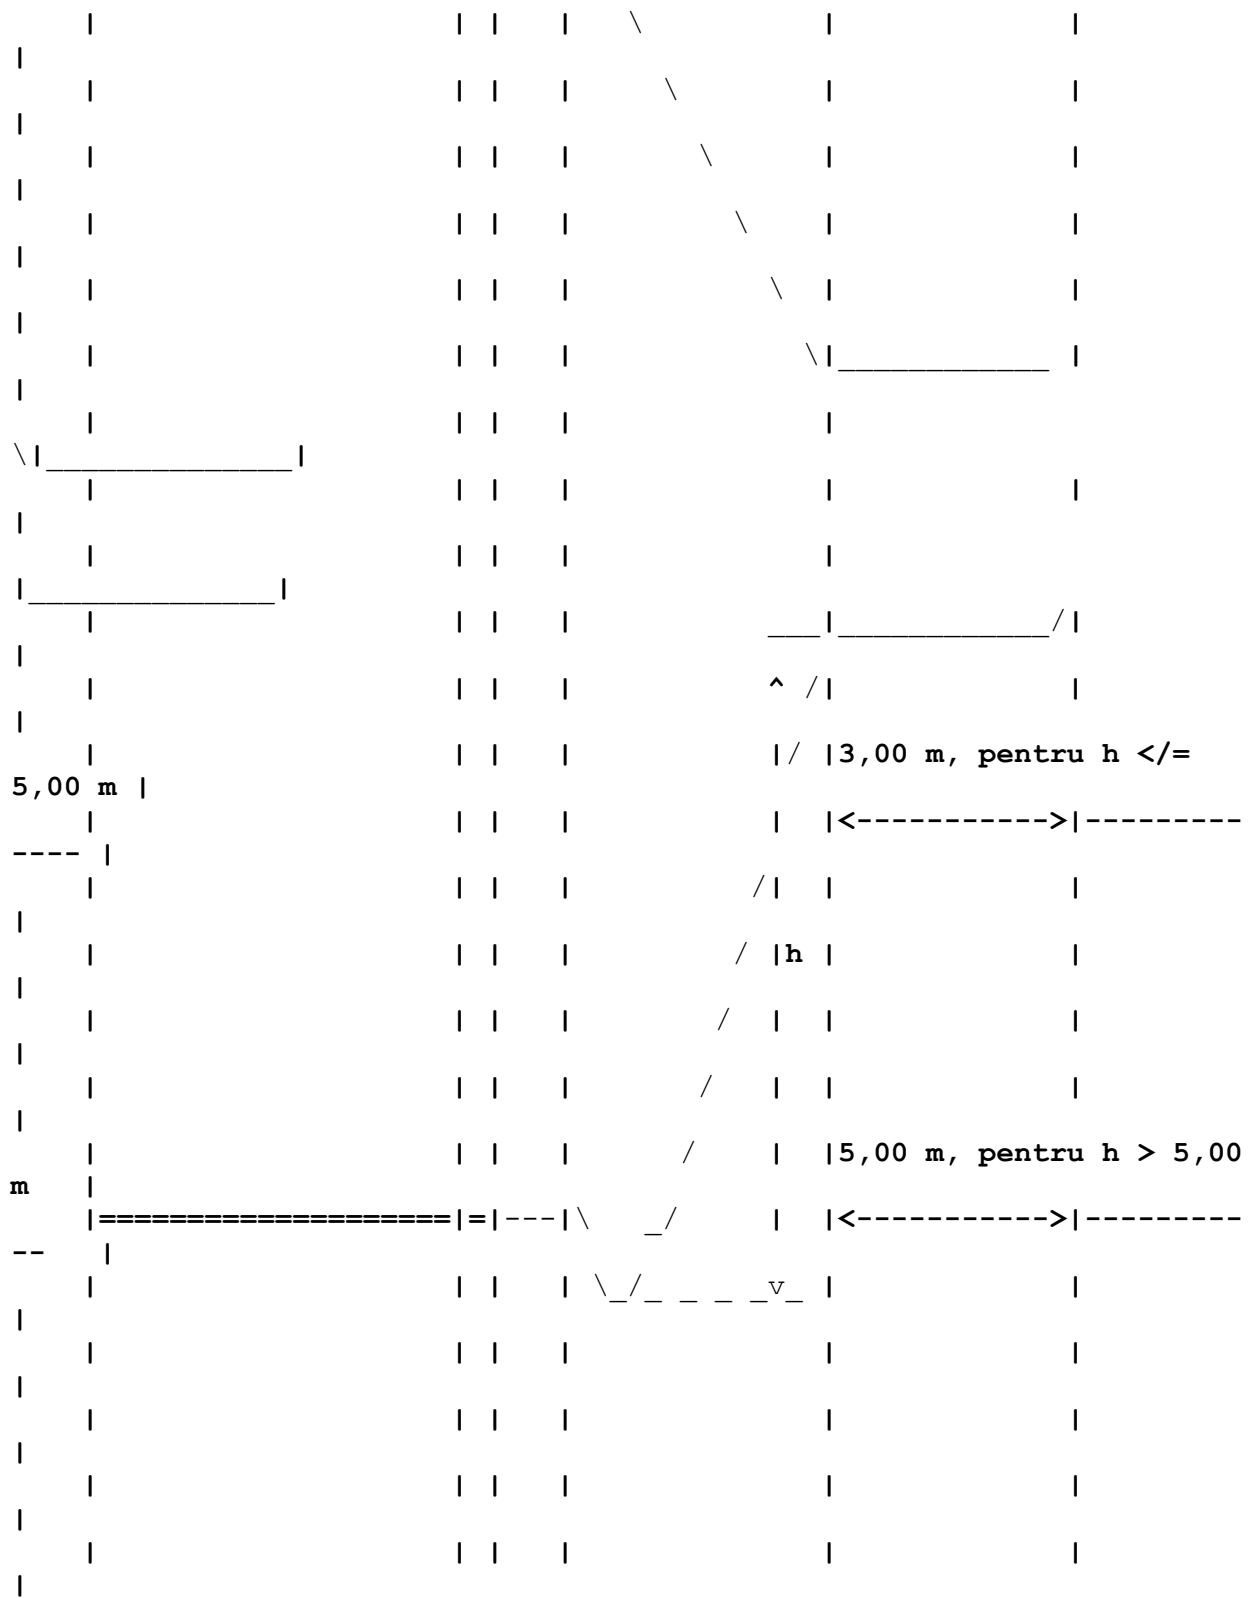 3,00 m, pentru h </=
5,00 m
h
5,00 m, pentru h > 5,00
m